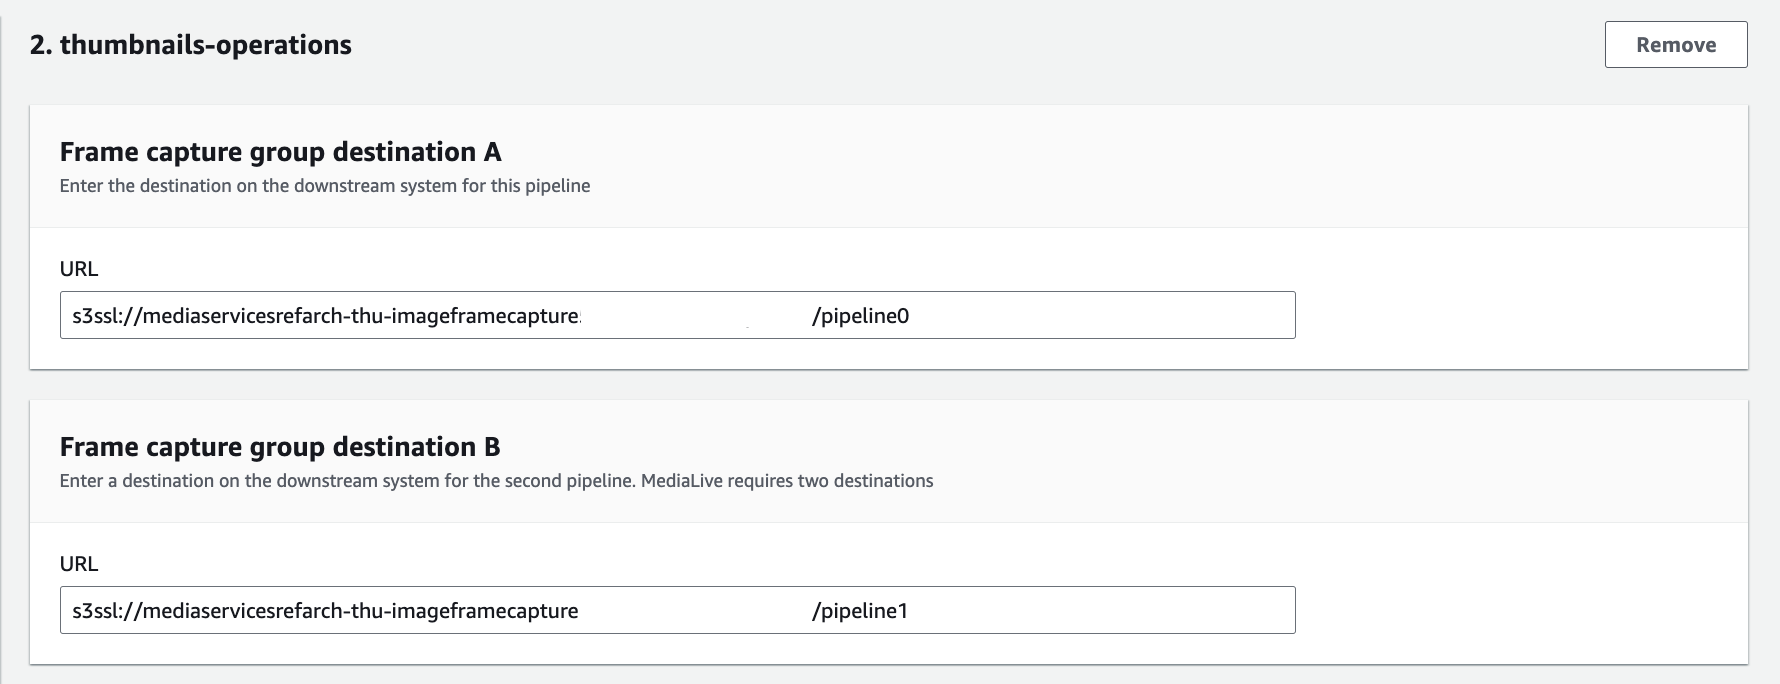 2. thumbnails-operations
Remove
Frame capture group destination A
Enter the destination on the downstream system for this pipeline
URL
s3ssl://mediaservicesrefarch-thu-imageframecapture /pipeline0
Frame capture group destination B
Enter a destination on the downstream system for the second pipeline. MediaLive requires two destinations
URL
s3ssl://mediaservicesrefarch-thu-imageframecapture /pipeline1